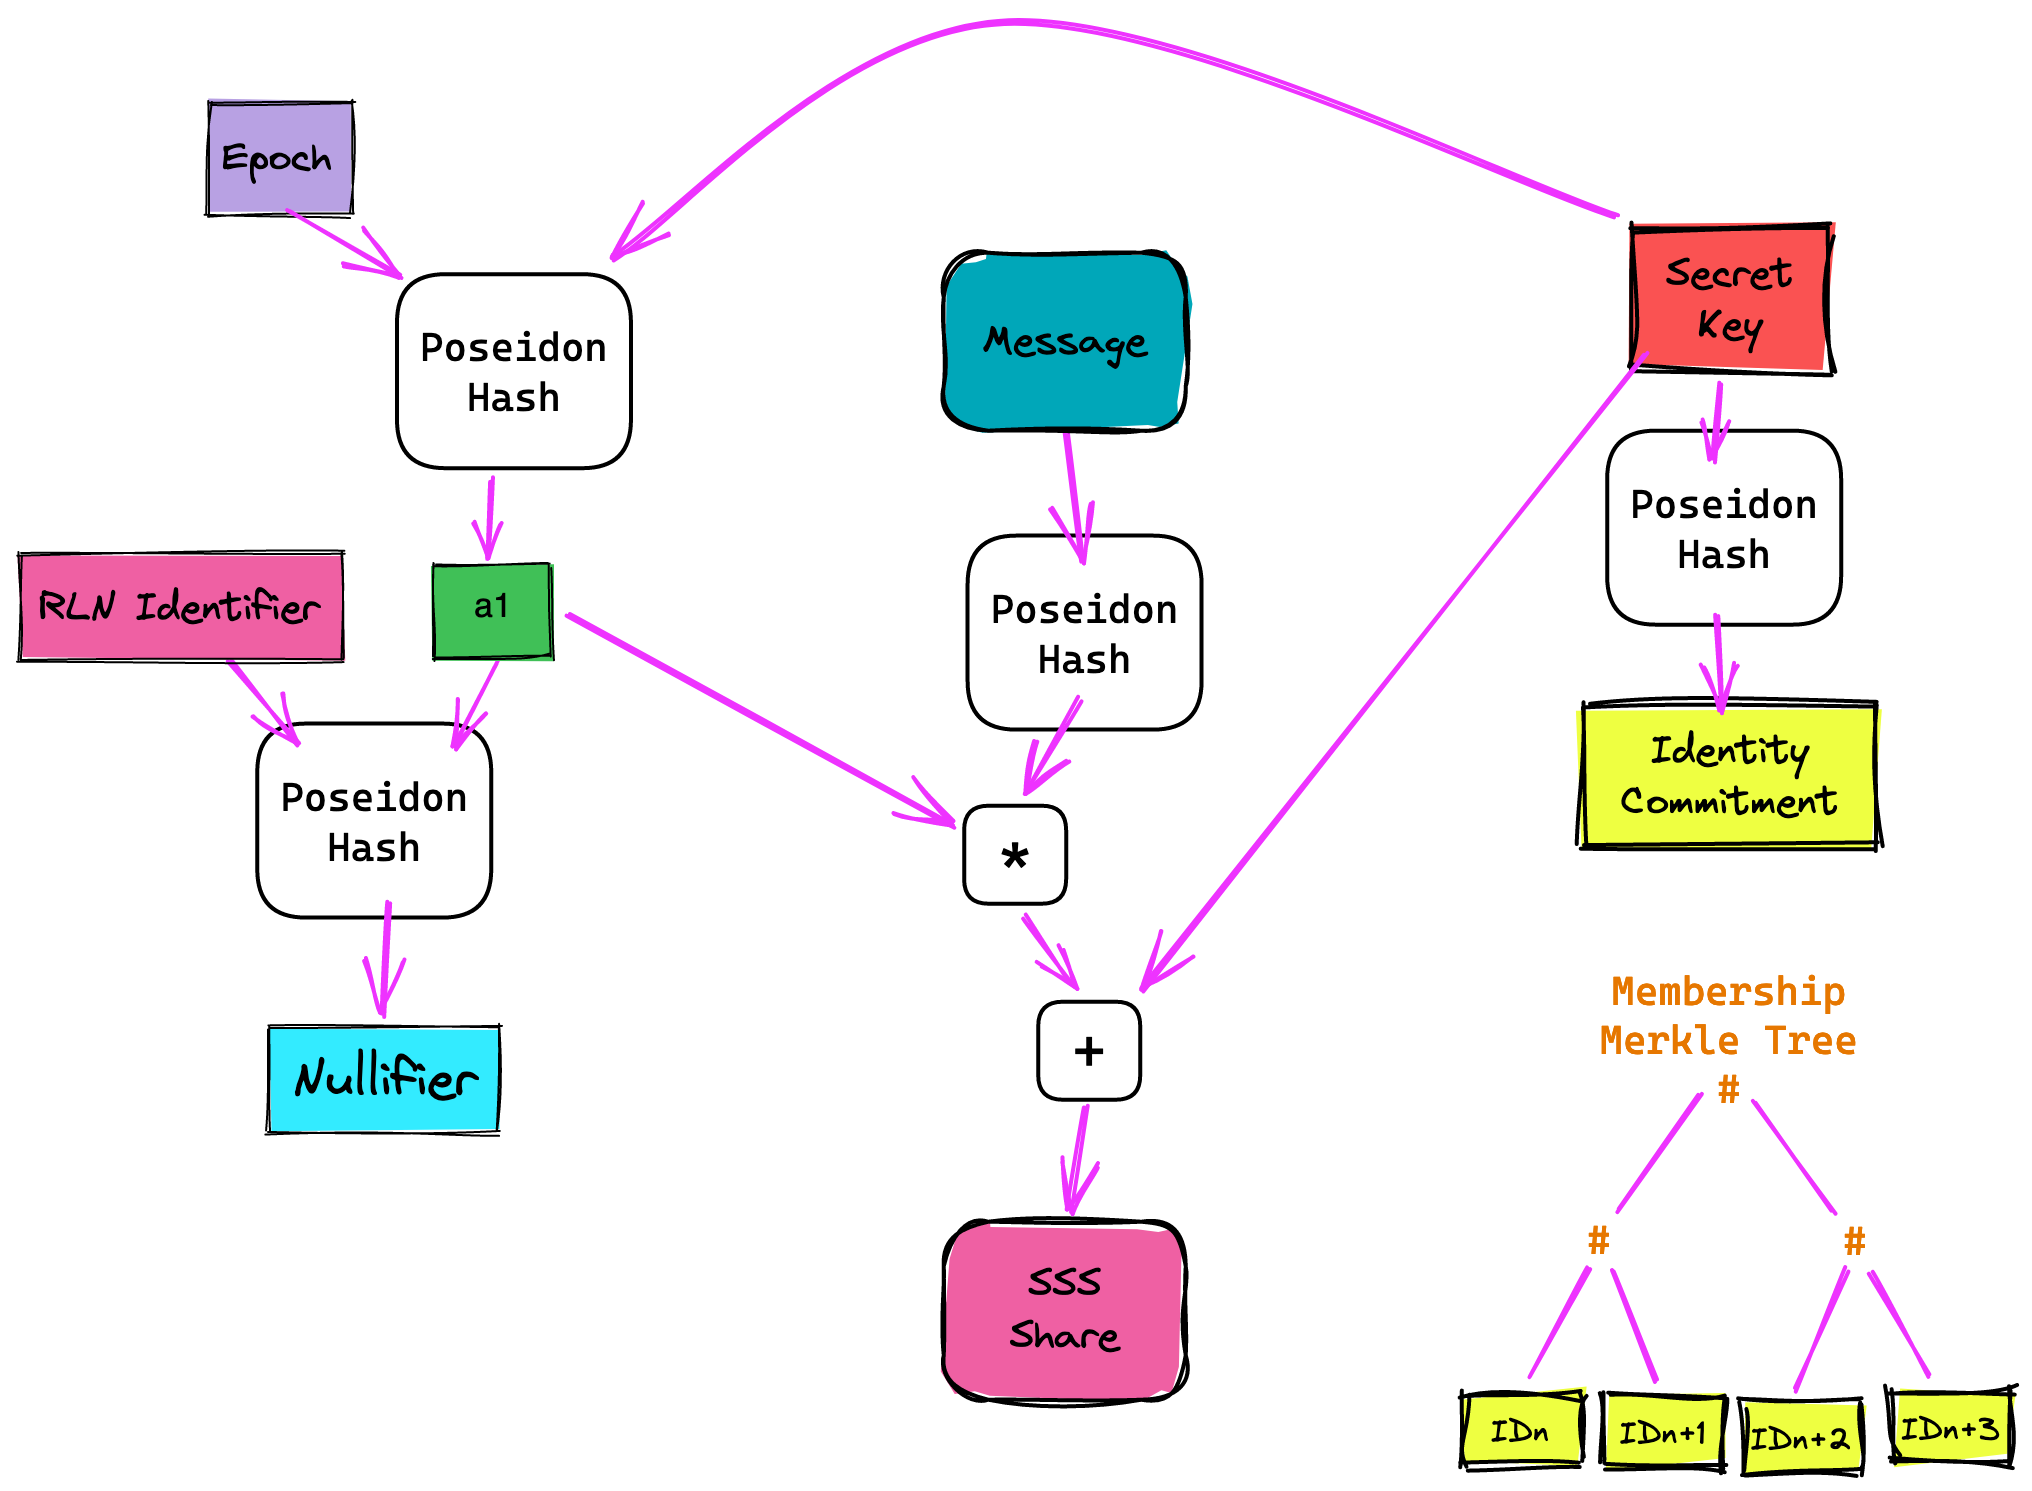 Epoch
Secret
Key
Message
Poseidon
Hash
Poseidon
Hash
RLN Identifier
a1
Poseidon
Hash
Identity
Commitment
Poseidon
Hash
*
Membership
Merkle Tree
#
+
Nullifier
#
#
SSS
Share
IDn
IDn+1
IDn+2
IDn+3